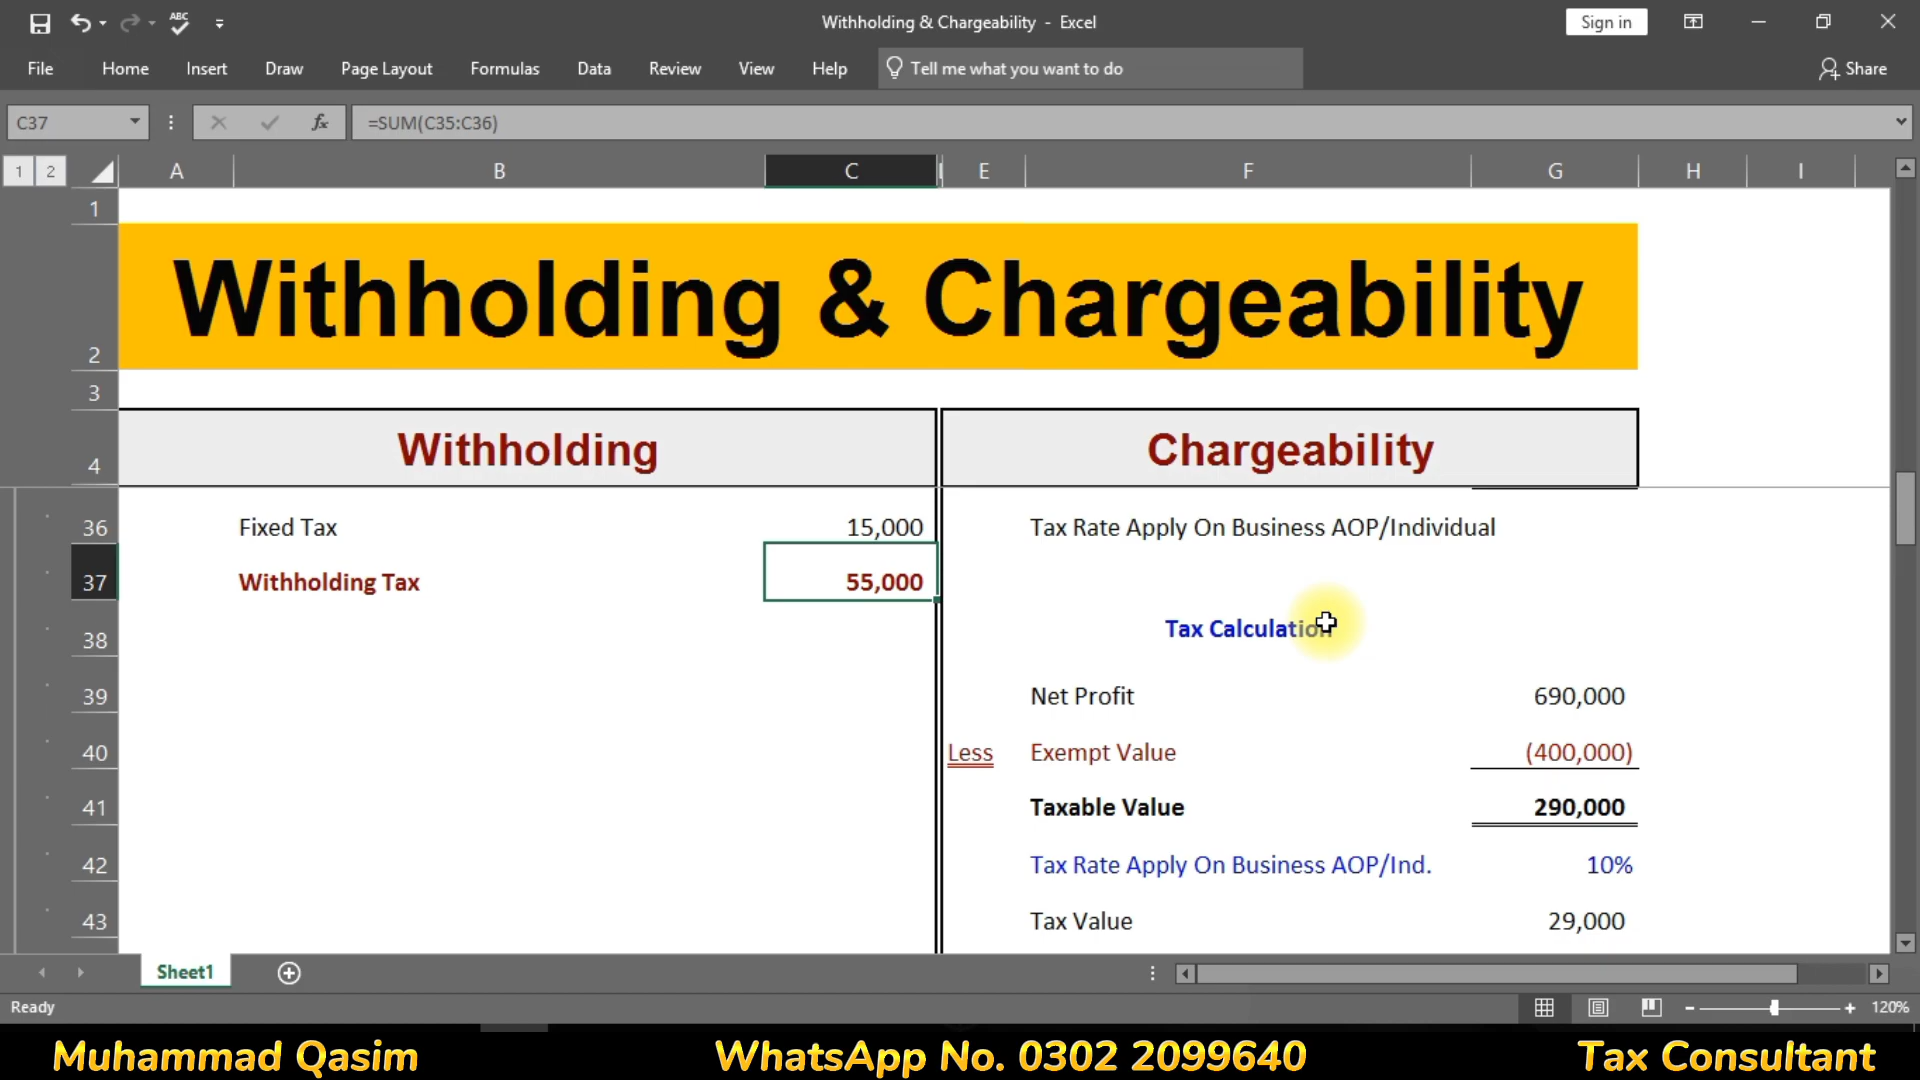 ABC
Withholding & Chargeability - Excel
Sign in
File Home Insert Draw Page Layout Formulas Data Review View Help Tell me what you want to do Share
C37 fx =SUM(C35:C36)
1 2 A B C E F G H I
1
Withholding & Chargeability
2
3
Withholding Chargeability
4
36 Fixed Tax 15,000 Tax Rate Apply On Business AOP/Individual
37 Withholding Tax 55,000
38 Tax Calculation
39 Net Profit 690,000
40 Less Exempt Value (400,000)
41 Taxable Value 290,000
42 Tax Rate Apply On Business AOP/Ind. 10%
43 Tax Value 29,000
Sheet1
Ready 120%
Muhammad Qasim WhatsApp No. 0302 2099640 Tax Consultant